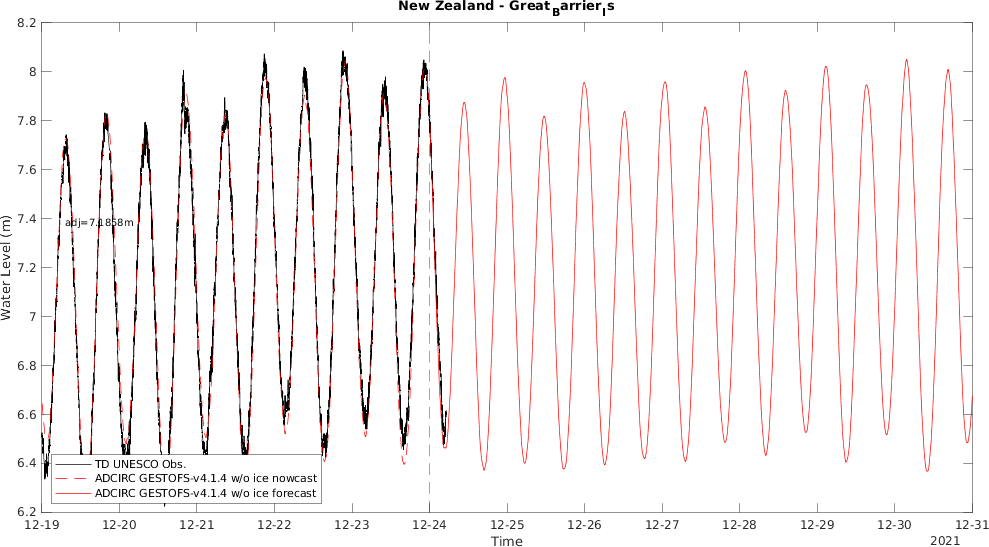 New Zealand - GreatBarrierIs
8.2
8
7.8
7.6
7.4
7.2
7
6.8
6.6
6.4
6.2
Water Level (m)
adj=7.1858m
TD UNESCO Obs.
ADCIRC GESTOFS-v4.1.4 w/o ice nowcast
ADCIRC GESTOFS-v4.1.4 w/o ice forecast
12-19 12-20 12-21 12-22 12-23 12-24 12-25 12-26 12-27 12-28 12-29 12-30 12-31
Time
2021